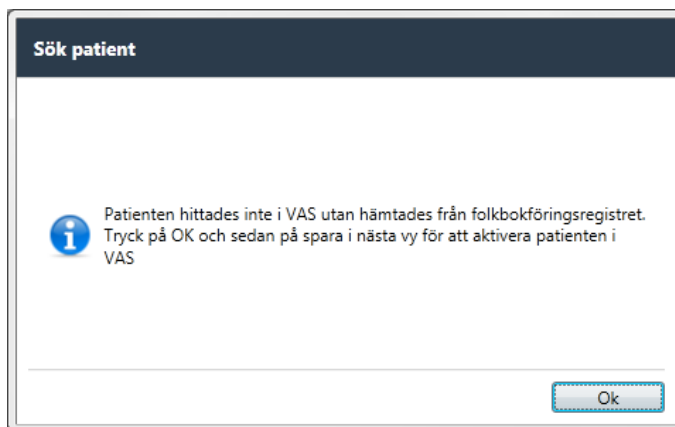 Sök patient
Patienten hittades inte i VAS utan hämtades från folkbokföringsregistret.
Tryck på OK och sedan på spara i nästa vy för att aktivera patienten i
VAS
Ok